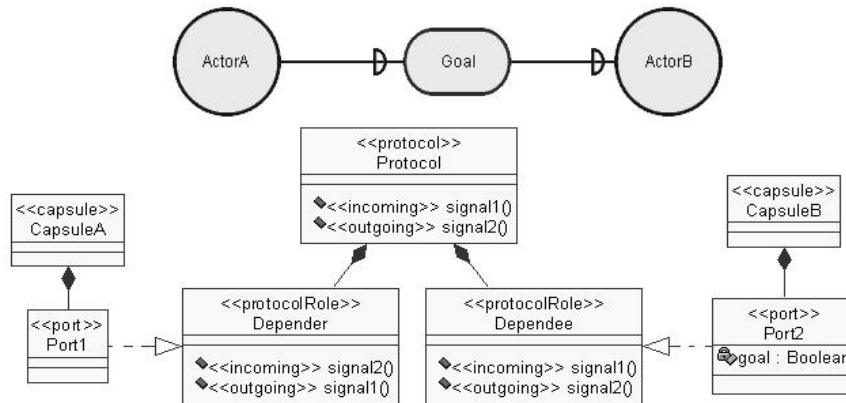 ActorA
Goal
ActorB
<<protocol>>
Protocol
<<incoming>> signal1()
<<outgoing>> signal2()
<<capsule>>
CapsuleA
<<capsule>>
CapsuleB
<<port>>
Port1
<<protocolRole>>
Depender
<<incoming>> signal2()
<<outgoing>> signal1()
<<protocolRole>>
Dependee
<<incoming>> signal1()
<<outgoing>> signal2()
<<port>>
Port2
goal : Boolean